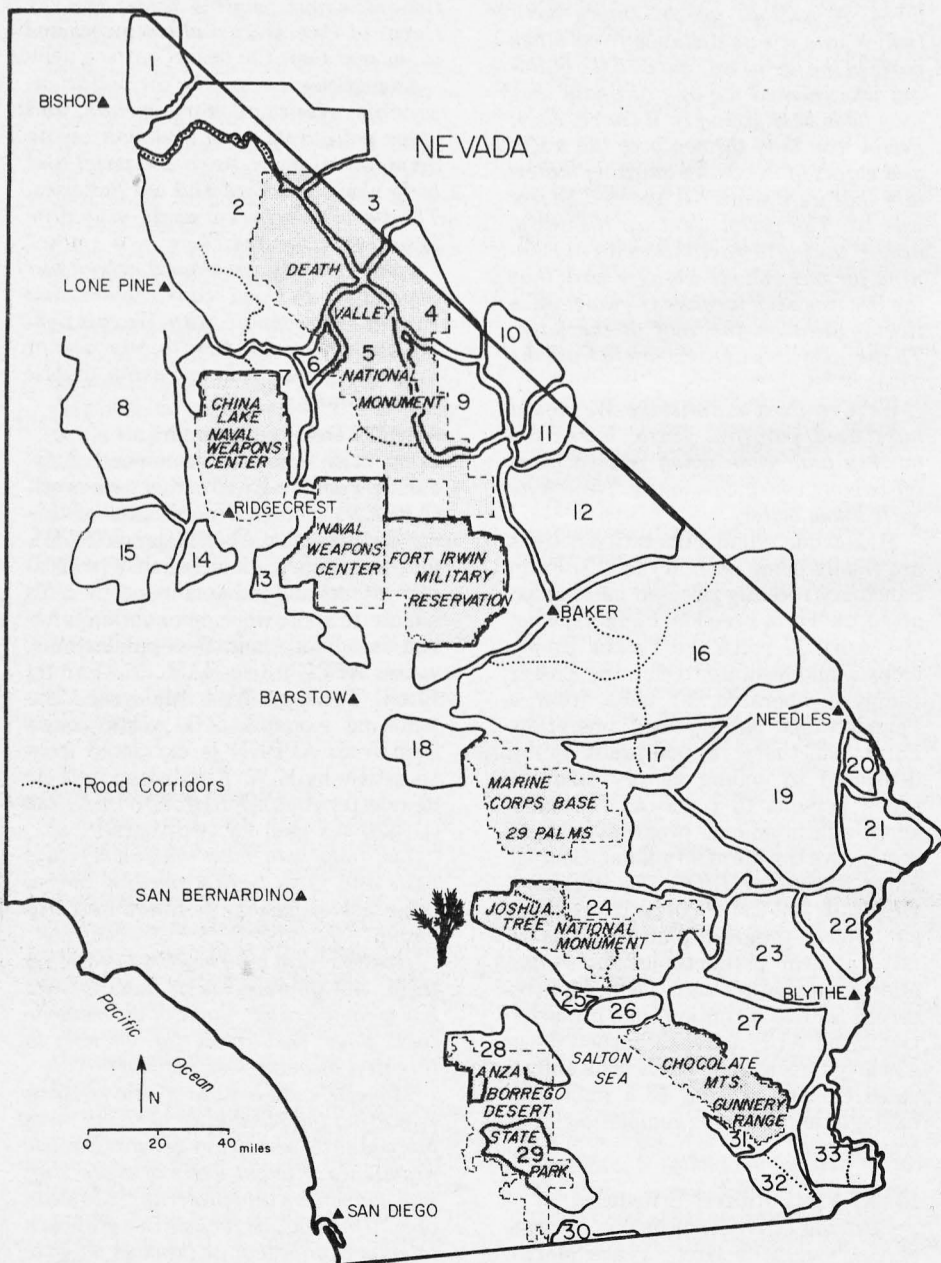 1
BISHOP
NEVADA
2
3
DEATH
LONE PINE
VALLEY
4
10
5
6
NATIONAL
7
MONUMENT
8
CHINA
LAKE
NAVAL
WEAPONS
CENTER
9
11
RIDGECREST
12
15
14
13
NAVAL
WEAPONS
CENTER
FORT IRWIN
MILITARY
RESERVATION
BAKER
16
BARSTOW
NEEDLES
18
17
20
Road Corridors
MARINE
CORPS BASE
29 PALMS
19
21
SAN BERNARDINO
JOSHUA
TREE
24
NATIONAL
MONUMENT
22
23
25
26
BLYTHE
27
Pacific
Ocean
28
ANZA
BORREGO
DESERT
SALTON
SEA
CHOCOLATE
MTS.
GUNNERY
RANGE
N
0 20 40
miles
STATE
29
PARK
31
33
32
SAN DIEGO
30